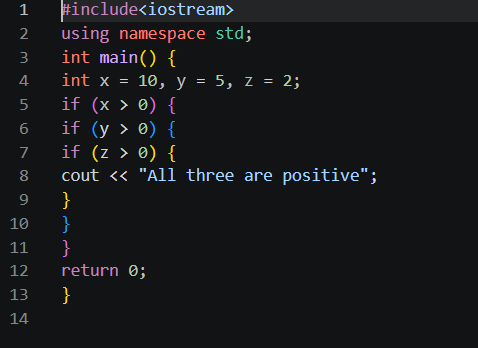 1 #include<iostream>
2 using namespace std;
3 int main() {
4 int x = 10, y = 5, z = 2;
5 if (x > 0) {
6 if (y > 0) {
7 if (z > 0) {
8 cout << "All three are positive";
9 }
10 }
11 }
12 return 0;
13 }
14